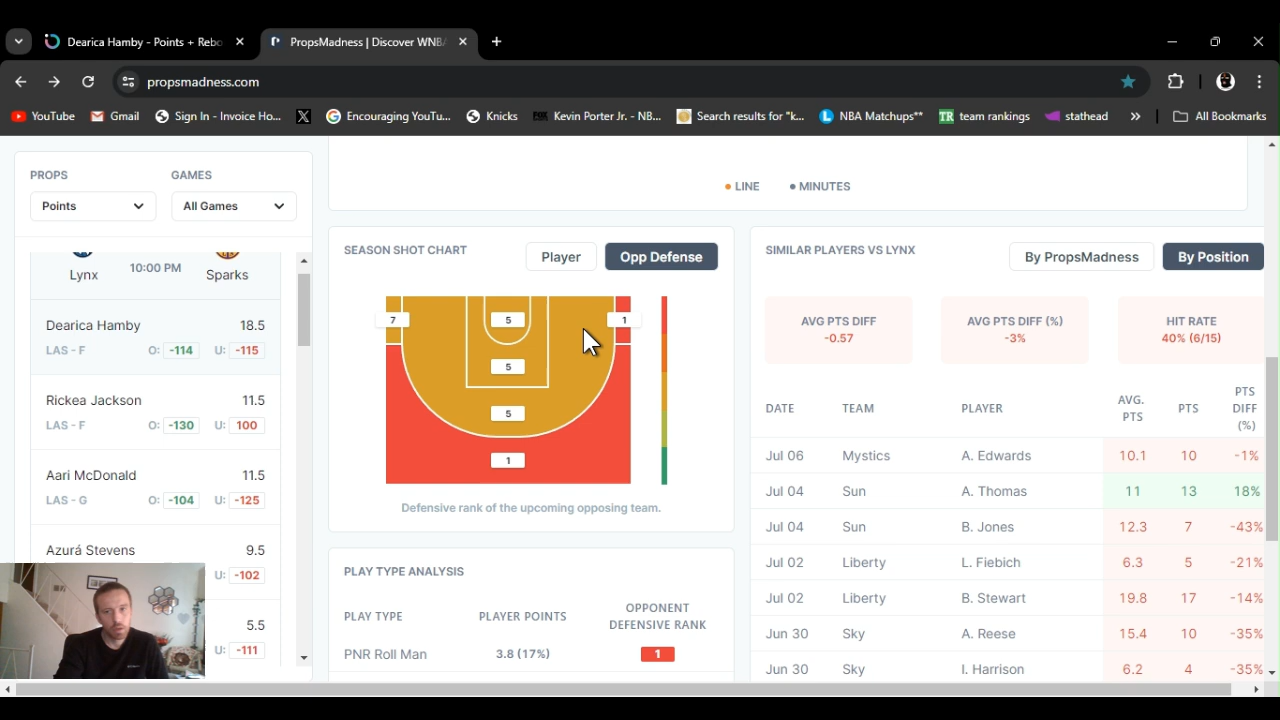 Dearica Hamby - Points + Rebo
PropsMadness | Discover WNB
propsmadness.com
YouTube
Gmail
Sign In - Invoice Ho...
Encouraging YouTu...
Knicks
Kevin Porter Jr. - NB...
Search results for "k...
NBA Matchups**
TR
team rankings
stathead
»
All Bookmarks
PROPS
GAMES
Points
All Games
Lynx
10:00 PM
Sparks
Dearica Hamby
18.5
LAS - F
O: -114
U: -115
Rickea Jackson
11.5
LAS - F
O: -130
U: 100
Aari McDonald
11.5
LAS - G
O: -104
U: -125
Azurá Stevens
9.5
U: -102
5.5
U: -111
LINE
MINUTES
SEASON SHOT CHART
Player
Opp Defense
7
5
1
5
5
1
Defensive rank of the upcoming opposing team.
PLAY TYPE ANALYSIS
PLAY TYPE
PLAYER POINTS
OPPONENT
DEFENSIVE RANK
PNR Roll Man
3.8 (17%)
1
SIMILAR PLAYERS VS LYNX
By PropsMadness
By Position
AVG PTS DIFF
-0.57
AVG PTS DIFF (%)
-3%
HIT RATE
40% (6/15)
DATE
TEAM
PLAYER
AVG.
PTS
PTS
PTS
DIFF
(%)
Jul 06 Mystics A. Edwards 10.1 10 -1%
Jul 04 Sun A. Thomas 11 13 18%
Jul 04 Sun B. Jones 12.3 7 -43%
Jul 02 Liberty L. Fiebich 6.3 5 -21%
Jul 02 Liberty B. Stewart 19.8 17 -14%
Jun 30 Sky A. Reese 15.4 10 -35%
Jun 30 Sky I. Harrison 6.2 4 -35%